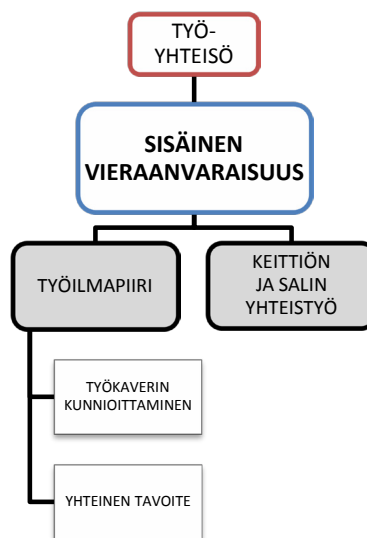 TYÖ-
YHTEISÖ
SISÄINEN
VIERAANVARAISUUS
TYÖILMAPIIRI
KEITTIÖN
JA SALIN
YHTEISTYÖ
TYÖKAVERIN
KUNNIOITTAMINEN
YHTEINEN TAVOITE